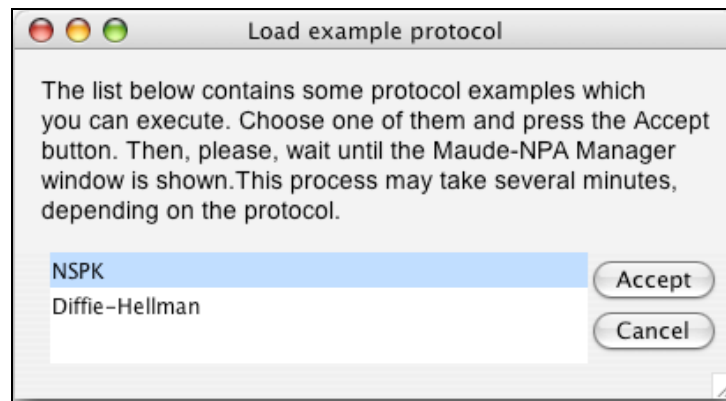 Load example protocol
The list below contains some protocol examples which
you can execute. Choose one of them and press the Accept
button. Then, please, wait until the Maude-NPA Manager
window is shown.This process may take several minutes,
depending on the protocol.
NSPK
Accept
Diffie-Hellman
Cancel